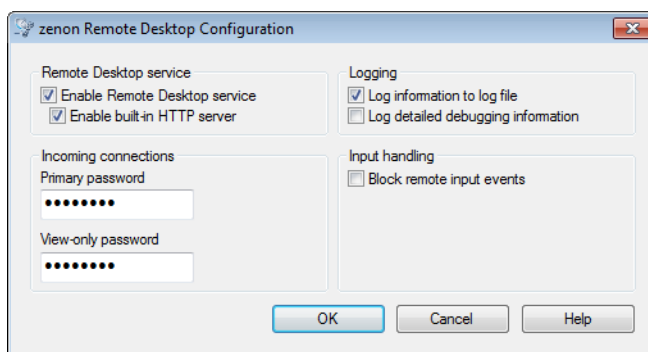 zenon Remote Desktop Configuration
Remote Desktop service
Enable Remote Desktop service
Enable built-in HTTP server
Logging
Log information to log file
Log detailed debugging information
Incoming connections
Primary password
••••••••
View-only password
••••••••
Input handling
Block remote input events
OK
Cancel
Help